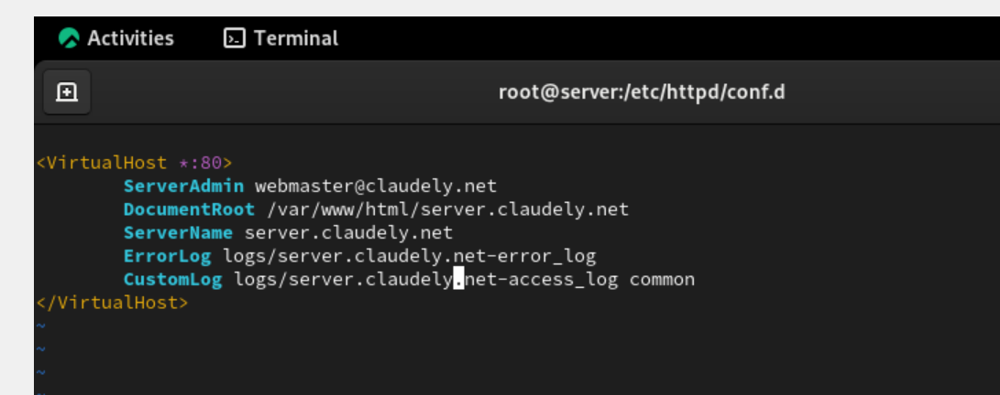 Activities Terminal
root@server:/etc/httpd/conf.d
<VirtualHost *:80>
ServerAdmin webmaster@claudely.net
DocumentRoot /var/www/html/server.claudely.net
ServerName server.claudely.net
ErrorLog logs/server.claudely.net-error_log
CustomLog logs/server.claudely.net-access_log common
</VirtualHost>
~
~
~
~